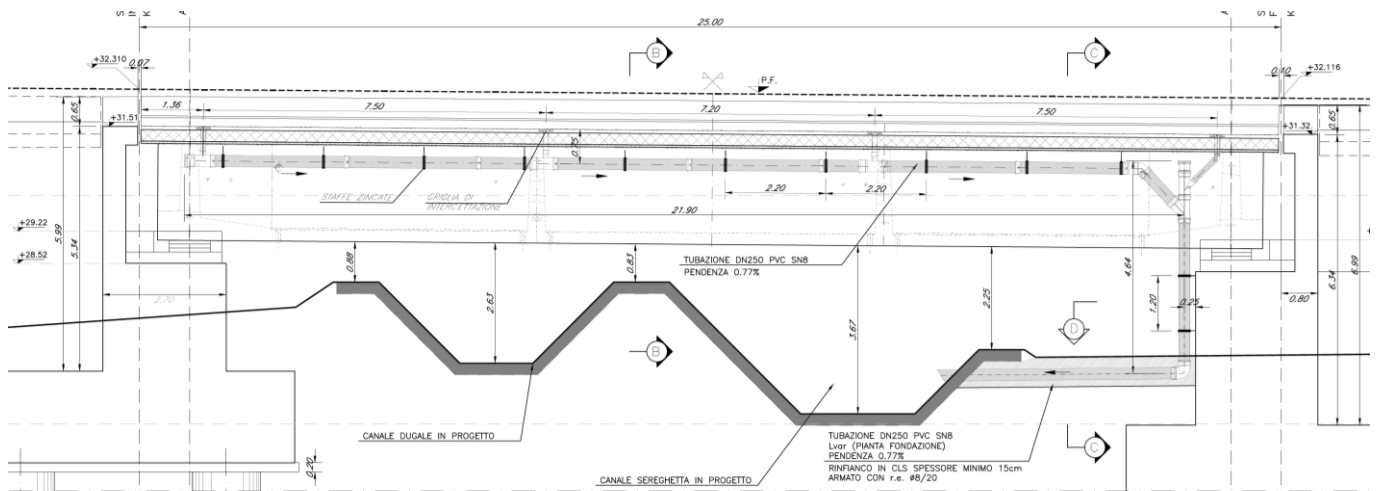 25.00
B
C
+32.310
0.07
P.F.
0.10
+32.116
1.36
7.50
7.20
7.50
0.65
+31.51
0.75
+31.32
0.65
STAFFE ZINCATE
GRIGLIA DI
INTERCETTAZIONE
2.20
2.20
21.90
+29.22
+28.52
5.99
5.34
TUBAZIONE DN250 PVC SN8
PENDENZA 0.77%
0.88
2.63
0.83
3.67
2.25
4.64
1.20
0.25
2.70
0.80
6.34
6.99
B
D
CANALE DUGALE IN PROGETTO
TUBAZIONE DN250 PVC SN8
Lvar (PIANTA FONDAZIONE)
PENDENZA 0.77%
RINFIANCO IN CLS SPESSORE MINIMO 15cm
ARMATO CON r.e. ø8/20
C
0.20
CANALE SEREGHETTA IN PROGETTO